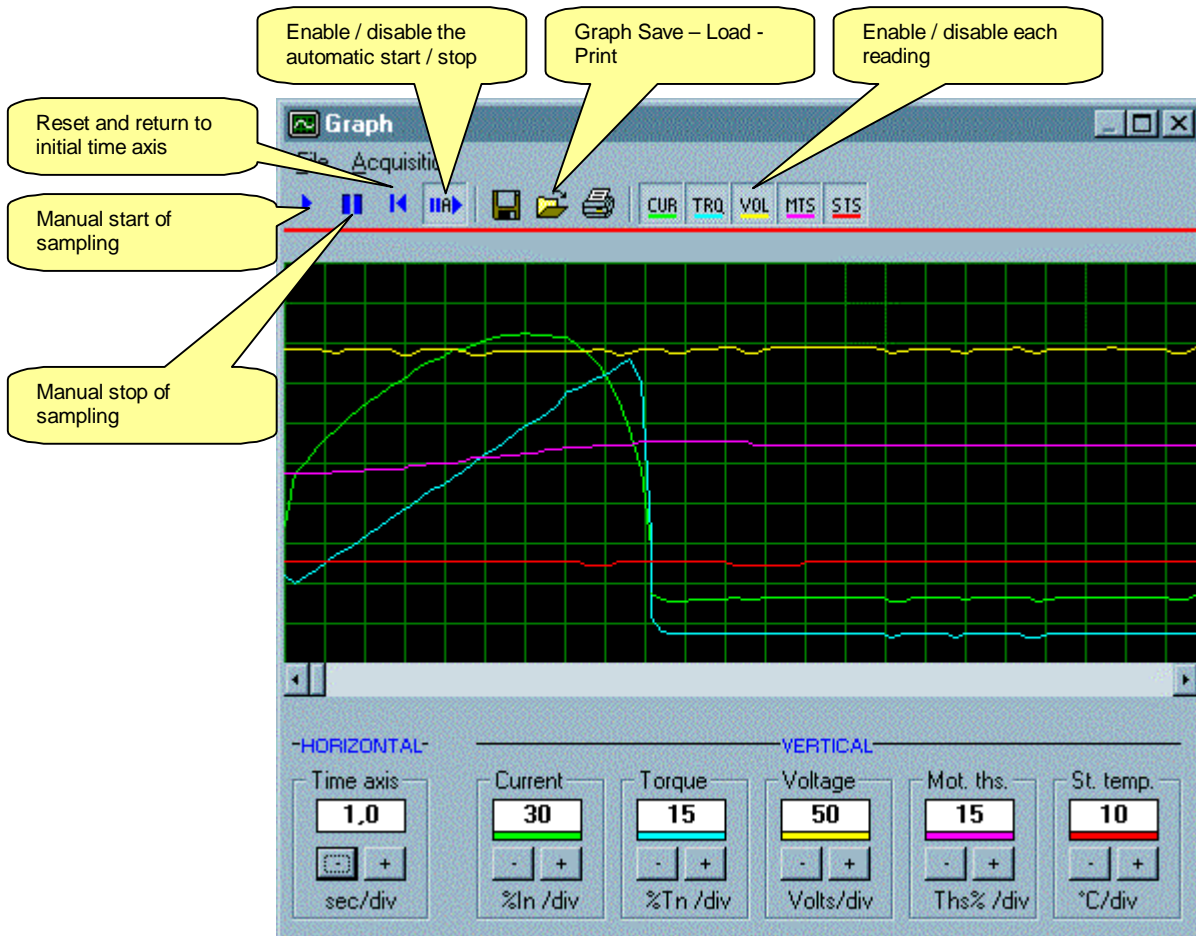 Enable / disable the
automatic start / stop
Graph Save – Load -
Print
Enable / disable each
reading
Reset and return to
initial time axis
Manual start of
sampling
Manual stop of
sampling
Graph
File Acquisition
CUR TRQ VOL MTS STS
HORIZONTAL
VERTICAL
Time axis
1,0
- +
sec/div
Current
30
- +
%In /div
Torque
15
- +
%Tn /div
Voltage
50
- +
Volts/div
Mot. ths.
15
- +
Ths% /div
St. temp.
10
- +
°C/div